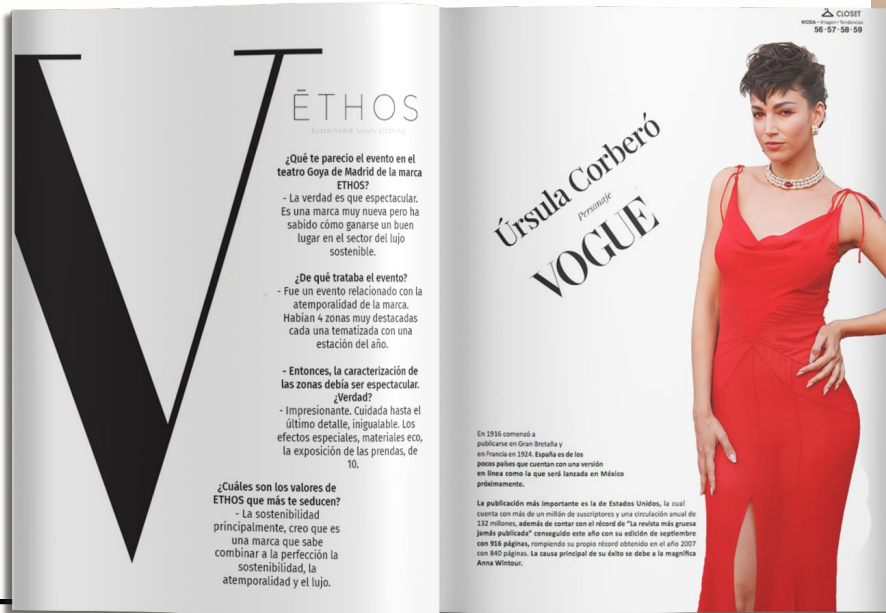 V
ĒTHOS
Sustainable luxury clothing
¿Qué te parecio el evento en el
teatro Goya de Madrid de la marca
ETHOS?
- La verdad es que espectacular.
Es una marca muy nueva pero ha
sabido cómo ganarse un buen
lugar en el sector del lujo
sostenible.
¿De qué trataba el evento?
- Fue un evento relacionado con la
atemporalidad de la marca.
Habían 4 zonas muy destacadas
cada una tematizada con una
estación del año.
- Entonces, la caracterización de
las zonas debía ser espectacular.
¿Verdad?
- Impresionante. Cuidada hasta el
último detalle, inigualable. Los
efectos especiales, materiales eco,
la exposición de las prendas, de
10.
¿Cuáles son los valores de
ETHOS que más te seducen?
- La sostenibilidad
principalmente, creo que es
una marca que sabe
combinar a la perfección la
sostenibilidad, la
atemporalidad y el lujo.
CLOSET
MODA • Imagen • Tendencias
56 - 57 - 58 - 59
Úrsula Corberó
Personaje
VOGUE
En 1916 comenzó a
publicarse en Gran Bretaña y
en Francia en 1924. España es de los
pocos países que cuentan con una versión
en línea como la que será lanzada en México
próximamente.
La publicación más importante es la de Estados Unidos, la cual
cuenta con más de un millón de suscriptores y una circulación anual de
132 millones, además de contar con el récord de "La revista más gruesa
jamás publicada" conseguido este año con su edición de septiembre
con 916 páginas, rompiendo su propio récord obtenido en el año 2007
con 840 páginas. La causa principal de su éxito se debe a la magnífica
Anna Wintour.